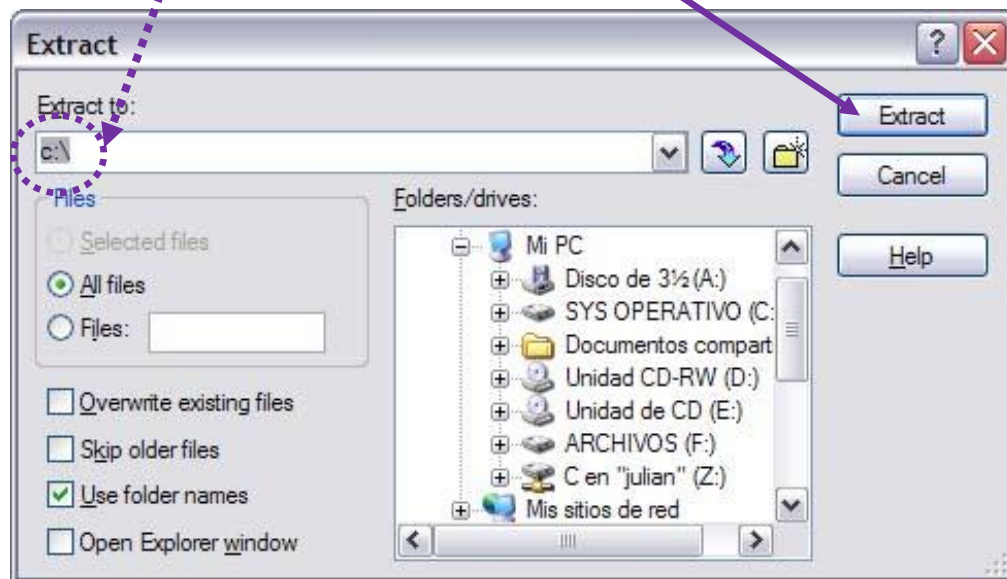 Extract
Extract to:
Extract
c:\
Cancel
Files
Folders/drives:
Selected files
Mi PC
Help
All files
Disco de 3½ (A:)
Files:
SYS OPERATIVO (C:
Documentos compart
Unidad CD-RW (D:)
Overwrite existing files
Unidad de CD (E:)
Skip older files
ARCHIVOS (F:)
Use folder names
C en "julian" (Z:)
Mis sitios de red
Open Explorer window